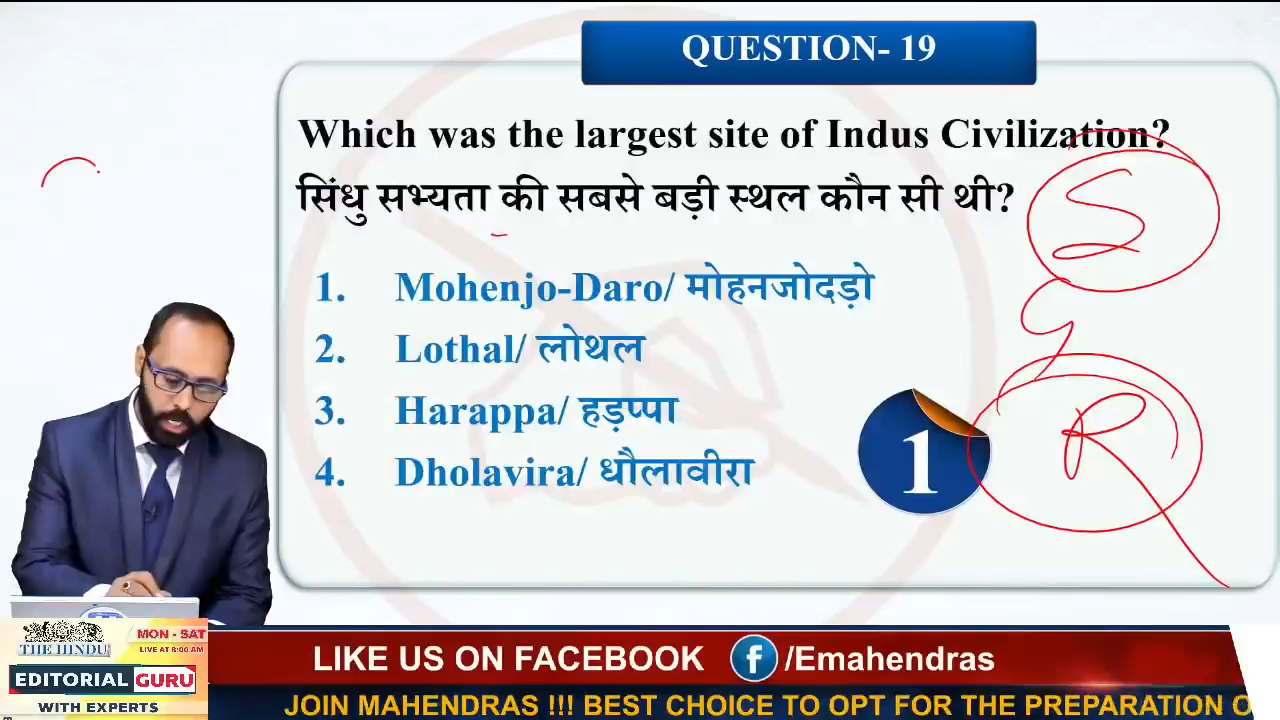 QUESTION- 19
Which was the largest site of Indus Civilization?
सिंधु सभ्यता की सबसे बड़ी स्थल कौन सी थी?
1. Mohenjo-Daro/ मोहनजोदड़ो
2. Lothal/ लोथल
3. Harappa/ हड़प्पा
4. Dholavira/ धौलावीरा
1
S
G
R
THE HINDU
MON - SAT
LIVE AT 8:00 AM
EDITORIAL GURU
WITH EXPERTS
LIKE US ON FACEBOOK f /Emahendras
JOIN MAHENDRAS !!! BEST CHOICE TO OPT FOR THE PREPARATION O